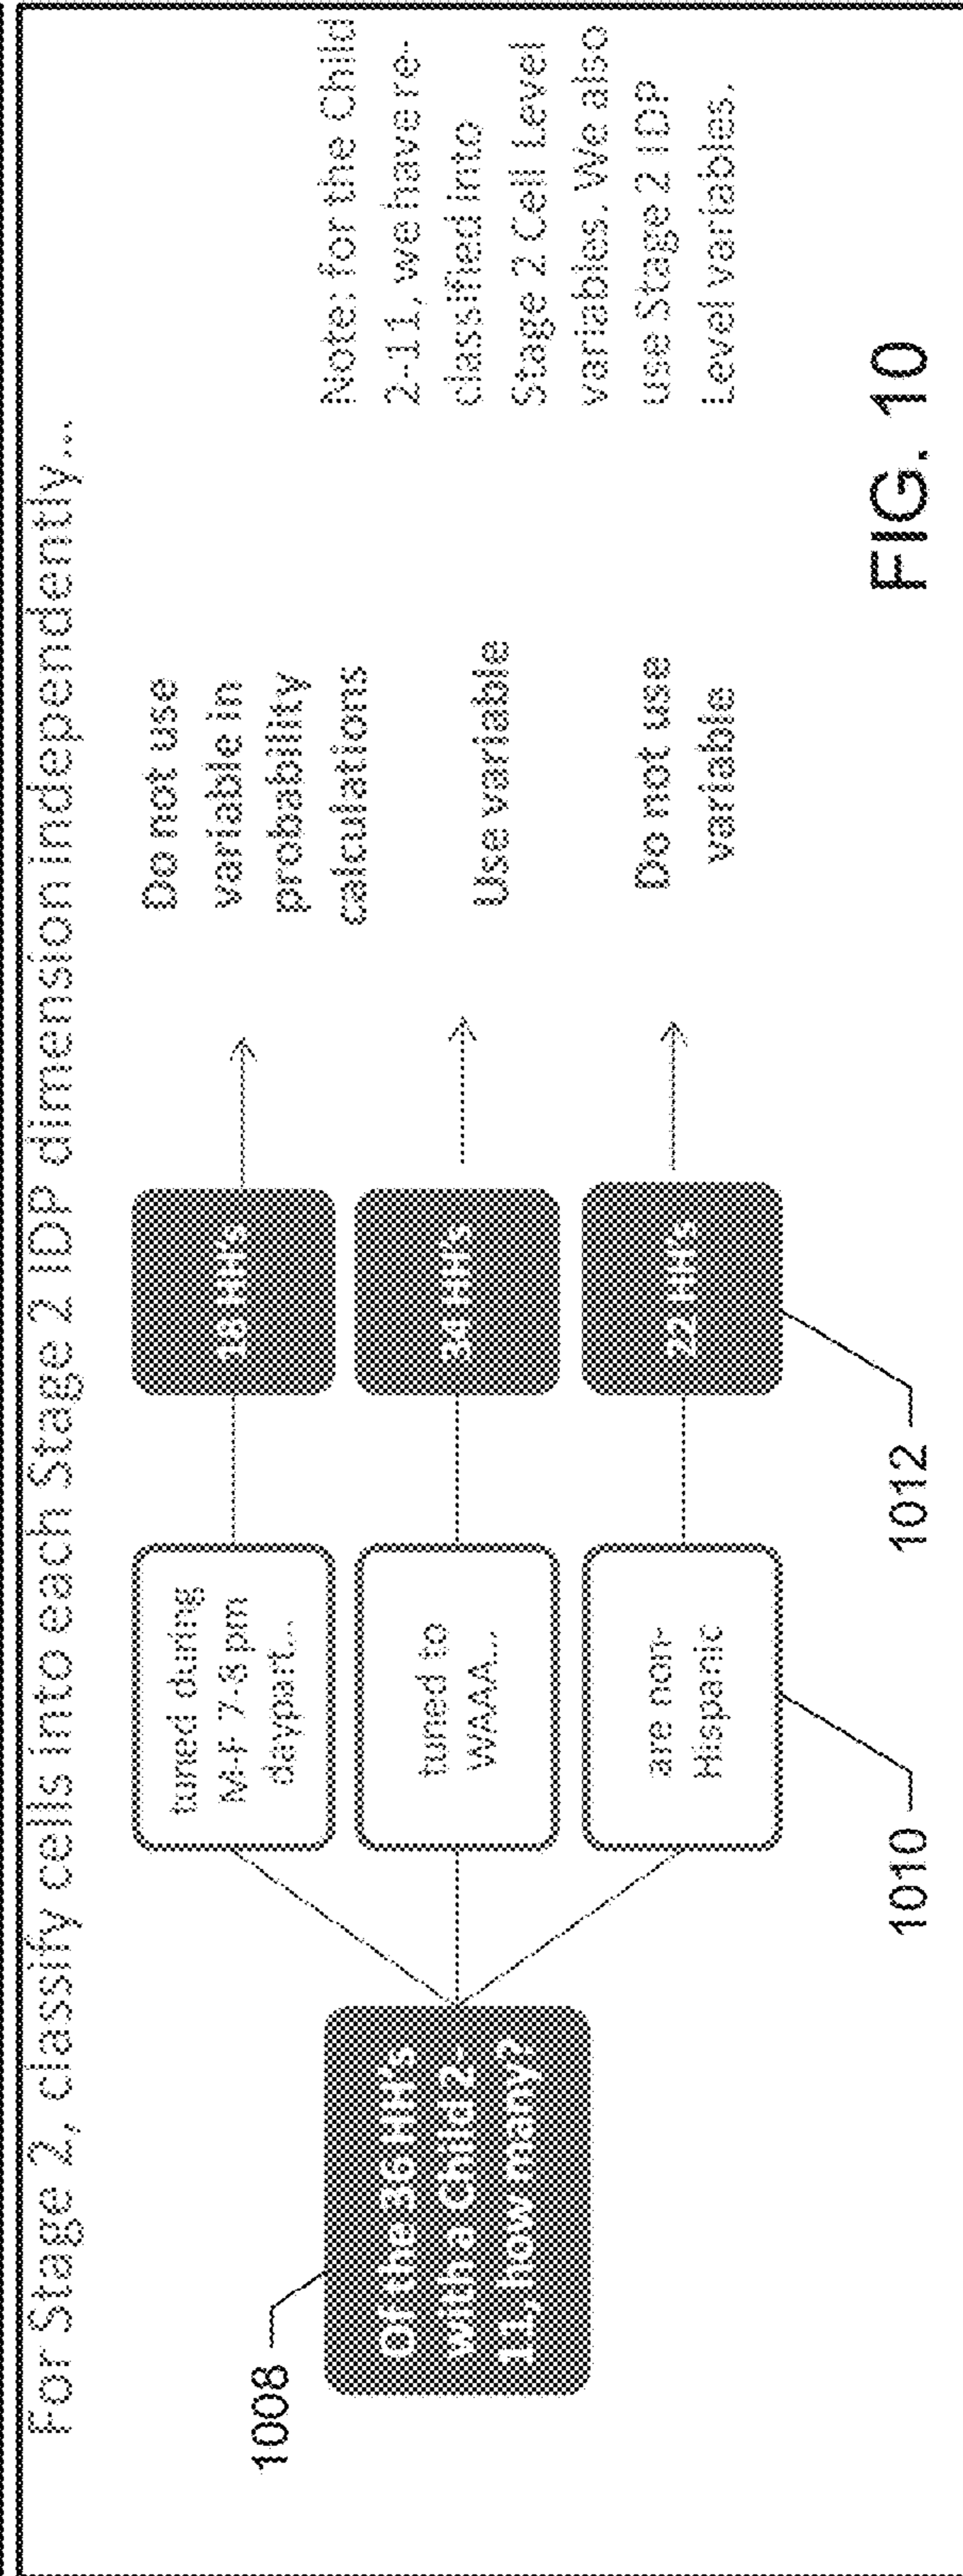 For Stage 2, classify cells into each Stage 2 IDP dimension independently...
1008
Of the 36 HH's
with a Child 2-
11, how many?
tuned during
M-F 7-8 pm
daypart...
18 HH's
Do not use
variable in
probability
calculations
tuned to
WAAA...
34 HH's
Use variable
are non-
Hispanic
22 HH's
Do not use
variable
1010
1012
Note: for the Child
2-11, we have re-
classified into
Stage 2 Cell Level
variables. We also
use Stage 2 IDP
Level variables.
FIG. 10